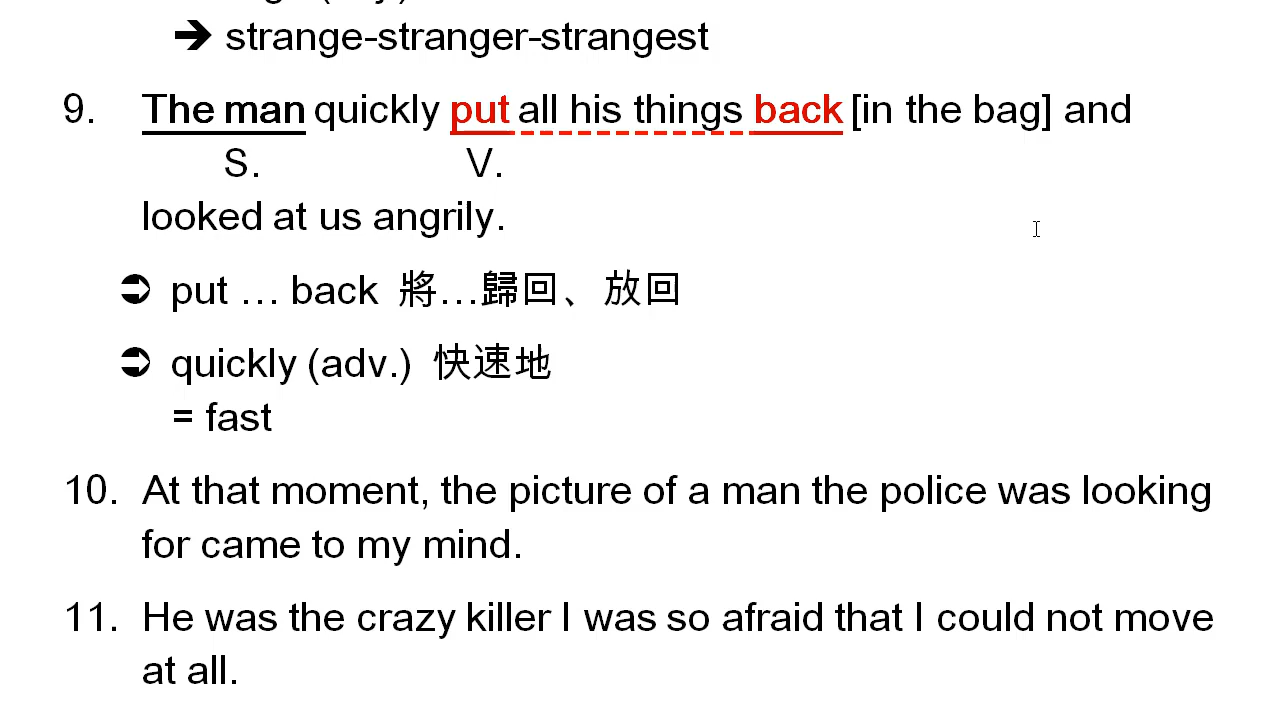 ➔ strange-stranger-strangest
9. The man quickly put all his things back [in the bag] and
S. V.
looked at us angrily.
➲ put … back 將…歸回、放回
➲ quickly (adv.) 快速地
= fast
10. At that moment, the picture of a man the police was looking
for came to my mind.
11. He was the crazy killer I was so afraid that I could not move
at all.